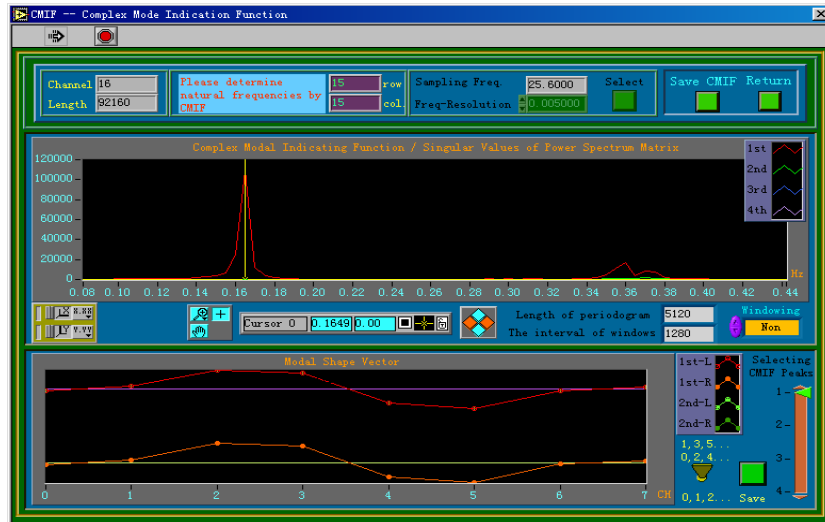 CMIF -- Complex Mode Indication Function
Channel 16
Length 92160
Please determine
natural frequencies by
CMIF
15 row
15 col.
Sampling Freq. 25.6000
Freq-Resolution 0.005000
Select
Save CMIF Return
Complex Modal Indicating Function / Singular Values of Power Spectrum Matrix
120000
100000
80000
60000
40000
20000
0
0.08 0.10 0.12 0.14 0.16 0.18 0.20 0.22 0.24 0.26 0.28 0.30 0.32 0.34 0.36 0.38 0.40 0.42 0.44
Hz
1st
2nd
3rd
4th
X X.XX
Y Y.YY
Cursor 0 0.1649 0.00
Length of periodogram 5120
The interval of windows 1280
Windowing
Non
Modal Shape Vector
0 1 2 3 4 5 6 7 CH
1st-L
1st-R
2nd-L
2nd-R
1,3,5...
0,2,4...
0,1,2... Save
Selecting
CMIF Peaks
1
2
3
4